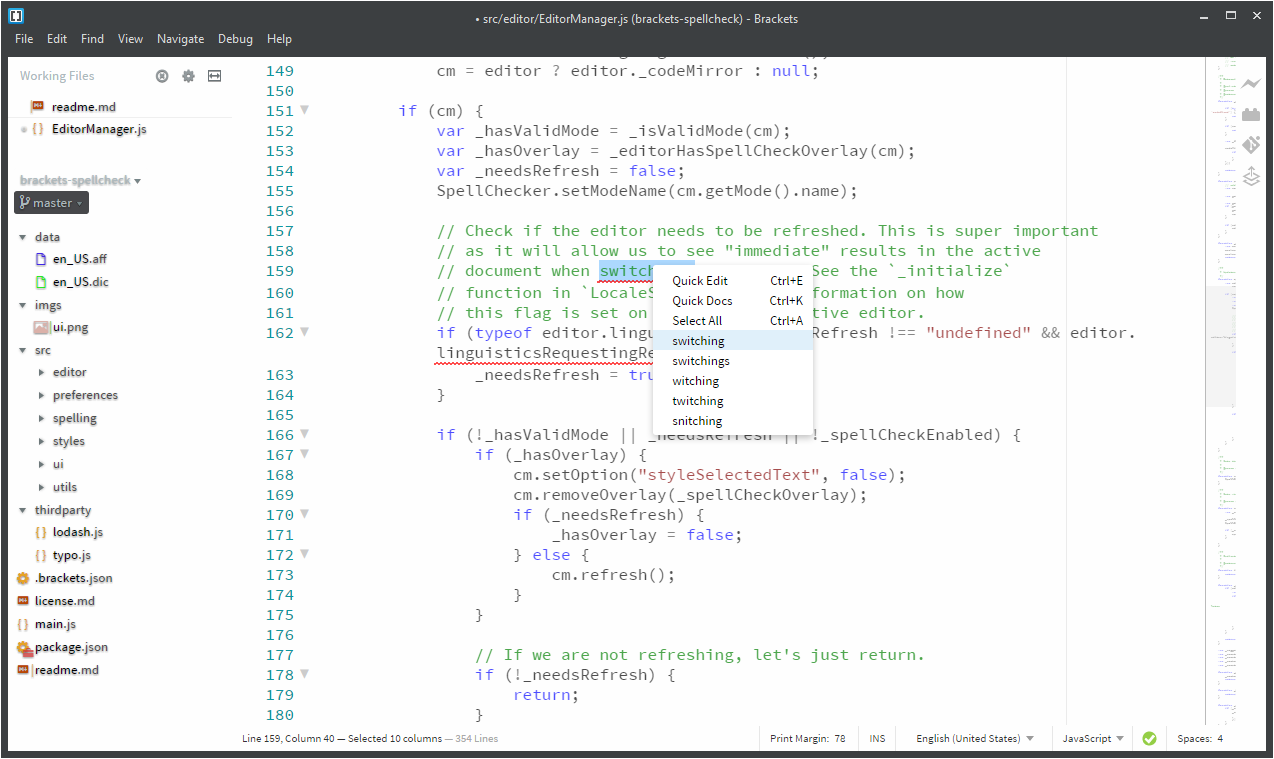 • src/editor/EditorManager.js (brackets-spellcheck) - Brackets
File Edit Find View Navigate Debug Help
Working Files
readme.md
EditorManager.js
brackets-spellcheck
master
data
en_US.aff
en_US.dic
imgs
ui.png
src
editor
preferences
spelling
styles
ui
utils
thirdparty
lodash.js
typo.js
.brackets.json
license.md
main.js
package.json
readme.md
149 cm = editor ? editor._codeMirror : null;
150
151 if (cm) {
152 var _hasValidMode = _isValidMode(cm);
153 var _hasOverlay = _editorHasSpellCheckOverlay(cm);
154 var _needsRefresh = false;
155 SpellChecker.setModeName(cm.getMode().name);
156
157 // Check if the editor needs to be refreshed. This is super important
158 // as it will allow us to see "immediate" results in the active
159 // document when switch See the `_initialize`
160 // function in `LocaleS formation on how
161 // this flag is set on tive editor.
162 if (typeof editor.lingu Refresh !== "undefined" && editor.
linguisticsRequestingRe
163 _needsRefresh = tru
164 }
165
166 if (!_hasValidMode || _needsRefresh || !_spellCheckEnabled) {
167 if (_hasOverlay) {
168 cm.setOption("styleSelectedText", false);
169 cm.removeOverlay(_spellCheckOverlay);
170 if (_needsRefresh) {
171 _hasOverlay = false;
172 } else {
173 cm.refresh();
174 }
175 }
176
177 // If we are not refreshing, let's just return.
178 if (!_needsRefresh) {
179 return;
180 }
Quick Edit Ctrl+E
Quick Docs Ctrl+K
Select All Ctrl+A
switching
switchings
witching
twitching
snitching
Line 159, Column 40 — Selected 10 columns — 354 Lines
Print Margin: 78 INS English (United States) JavaScript Spaces: 4